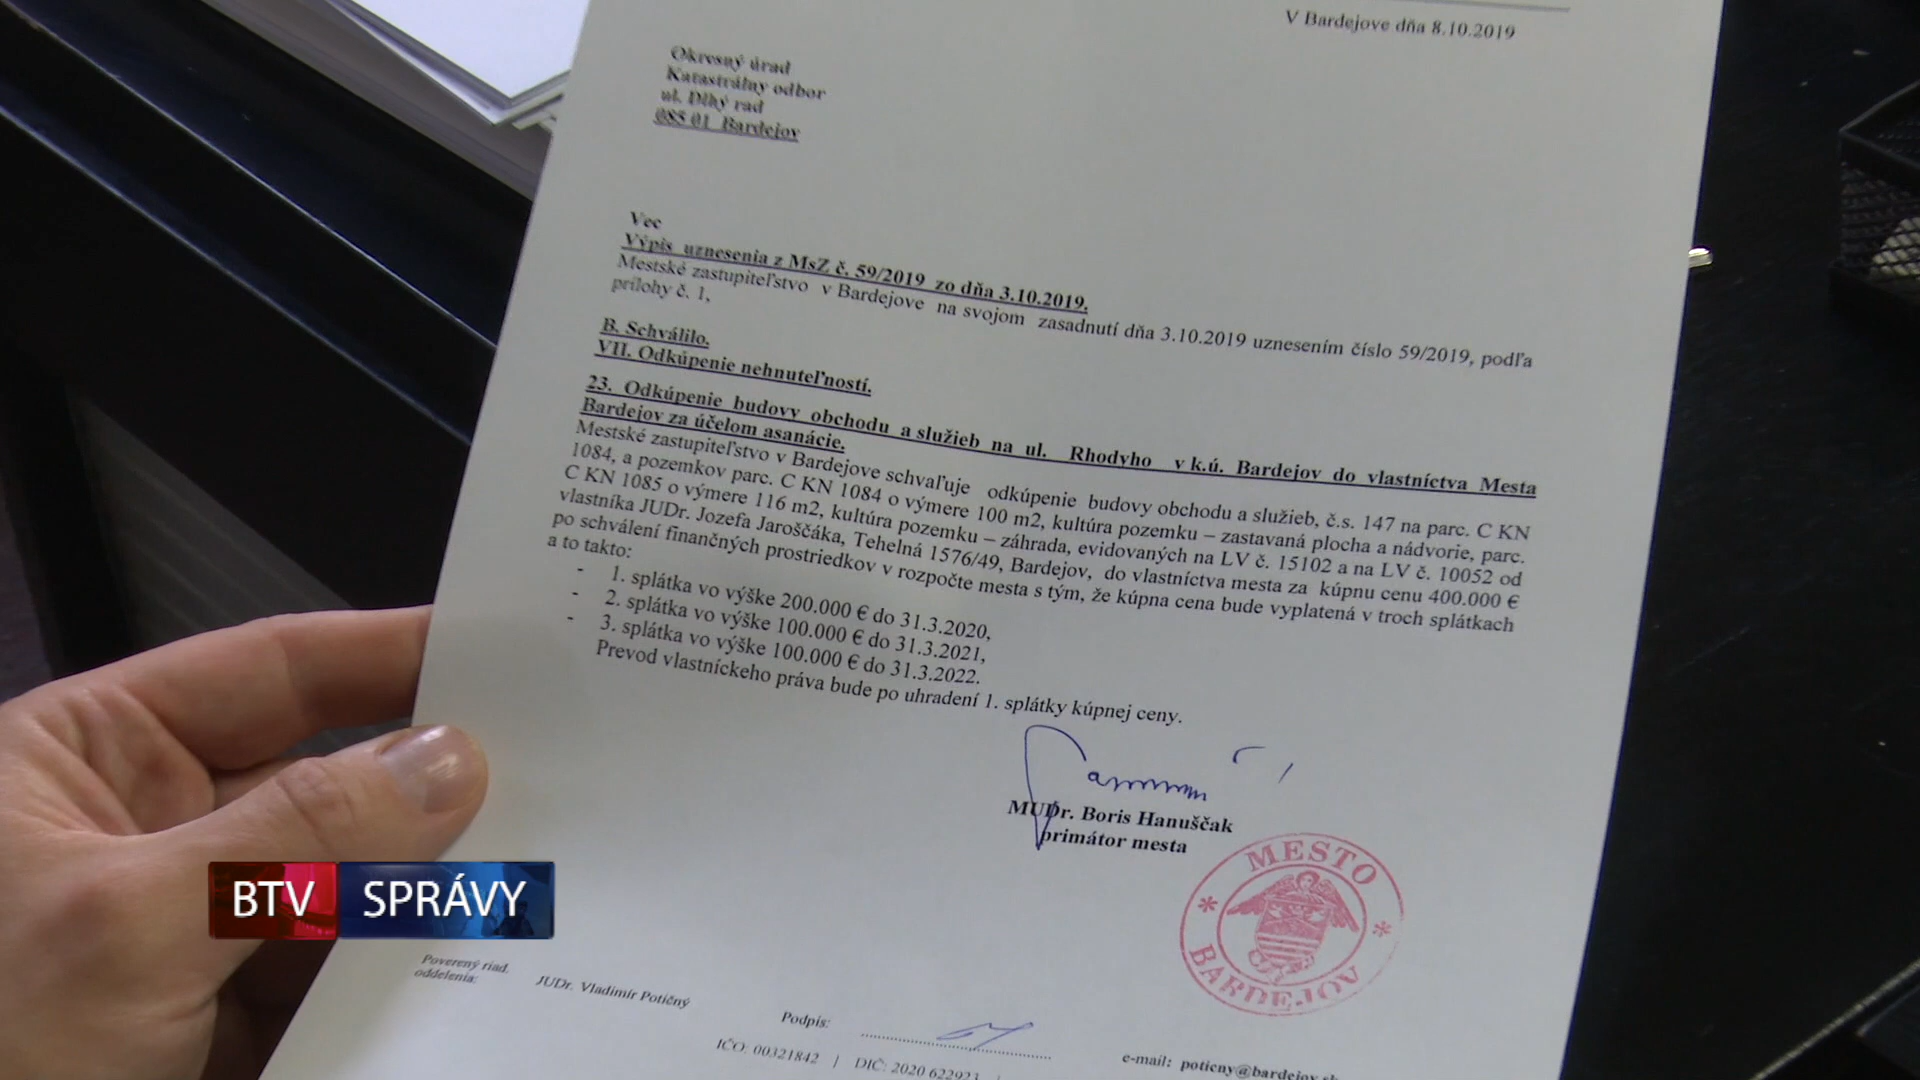 V Bardejove dňa 8.10.2019
Okresný úrad
Katastrálny odbor
ul. Dlhý rad
085 01 Bardejov
Vec
Výpis uznesenia z MsZ č. 59/2019 zo dňa 3.10.2019.
Mestské zastupiteľstvo v Bardejove na svojom zasadnutí dňa 3.10.2019 uznesením číslo 59/2019, podľa
prílohy č. 1,
B. Schválilo.
VII. Odkúpenie nehnuteľností.
23. Odkúpenie budovy obchodu a služieb na ul. Rhodyho v k.ú. Bardejov do vlastníctva Mesta
Bardejov za účelom asanácie.
Mestské zastupiteľstvo v Bardejove schvaľuje odkúpenie budovy obchodu a služieb, č.s. 147 na parc. C KN
1084, a pozemkov parc. C KN 1084 o výmere 100 m2, kultúra pozemku – zastavaná plocha a nádvorie, parc.
C KN 1085 o výmere 116 m2, kultúra pozemku – záhrada, evidovaných na LV č. 15102 a na LV č. 10052 od
vlastníka JUDr. Jozefa Jaroščáka, Tehelná 1576/49, Bardejov, do vlastníctva mesta za kúpnu cenu 400.000 €
po schválení finančných prostriedkov v rozpočte mesta s tým, že kúpna cena bude vyplatená v troch splátkach
a to takto:
- 1. splátka vo výške 200.000 € do 31.3.2020,
- 2. splátka vo výške 100.000 € do 31.3.2021,
- 3. splátka vo výške 100.000 € do 31.3.2022.
Prevod vlastníckeho práva bude po uhradení 1. splátky kúpnej ceny.
MUDr. Boris Hanuščak
primátor mesta
MESTO
* *
BARDEJOV
BTV SPRÁVY
Poverený riad.
oddelenia:
JUDr. Vladimír Potičný
Podpis:
IČO: 00321842 | DIČ: 2020 622923 |
e-mail: poticny@bardejov.sk